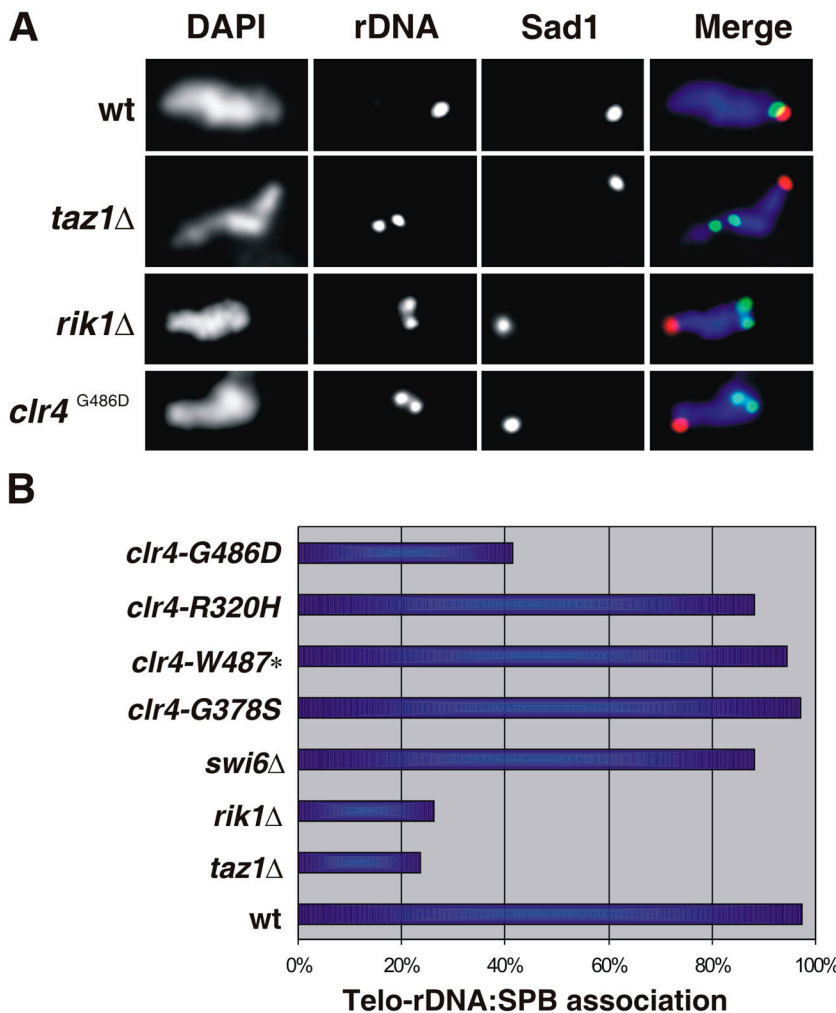 A
DAPI rDNA Sad1 Merge
wt
taz1Δ
rik1Δ
clr4 G486D
B
clr4-G486D
clr4-R320H
clr4-W487*
clr4-G378S
swi6Δ
rik1Δ
taz1Δ
wt
0% 20% 40% 60% 80% 100%
Telo-rDNA:SPB association